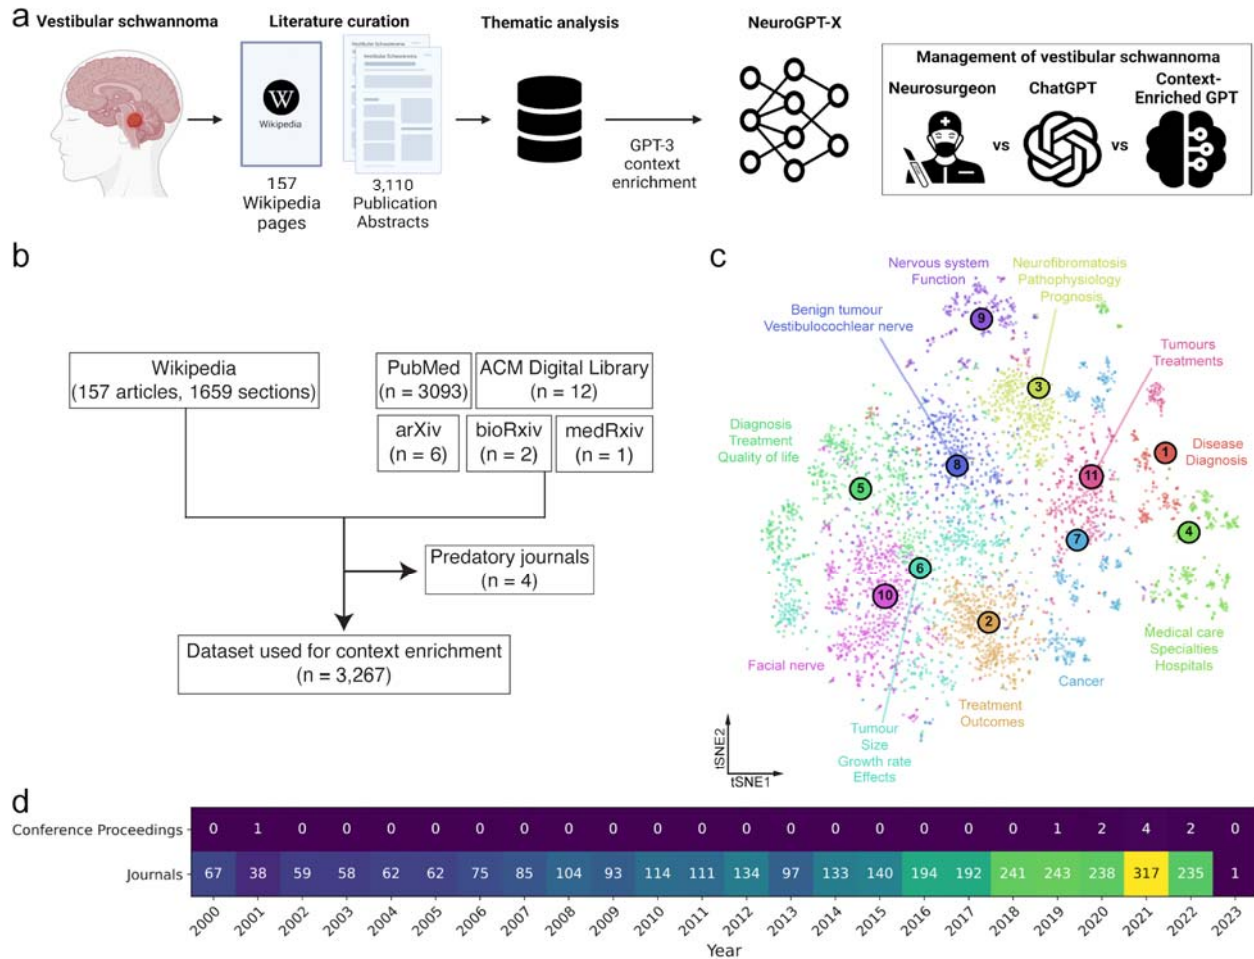 a
Vestibular schwannoma
Literature curation
Thematic analysis
NeuroGPT-X
Vestibular Schwannoma
W
Wikipedia
157
Wikipedia
pages
3,110
Publication
Abstracts
GPT-3
context
enrichment
Management of vestibular schwannoma
Neurosurgeon
vs
ChatGPT
vs
Context-
Enriched GPT
b
Wikipedia
(157 articles, 1659 sections)
PubMed
(n = 3093)
ACM Digital Library
(n = 12)
arXiv
(n = 6)
bioRxiv
(n = 2)
medRxiv
(n = 1)
Predatory journals
(n = 4)
Dataset used for context enrichment
(n = 3,267)
c
Nervous system
Function
Neurofibromatosis
Pathophysiology
Prognosis
Benign tumour
Vestibulocochlear nerve
Tumours
Treatments
Diagnosis
Treatment
Quality of life
Disease
Diagnosis
9
3
8
11
1
5
7
4
6
10
2
Facial nerve
Medical care
Specialties
Hospitals
Cancer
Treatment
Outcomes
Tumour
Size
Growth rate
Effects
tSNE2
tSNE1
d
Conference Proceedings 0 1 0 0 0 0 0 0 0 0 0 0 0 0 0 0 0 0 0 1 2 4 2 0
Journals 67 38 59 58 62 62 75 85 104 93 114 111 134 97 133 140 194 192 241 243 238 317 235 1
2000 2001 2002 2003 2004 2005 2006 2007 2008 2009 2010 2011 2012 2013 2014 2015 2016 2017 2018 2019 2020 2021 2022 2023
Year